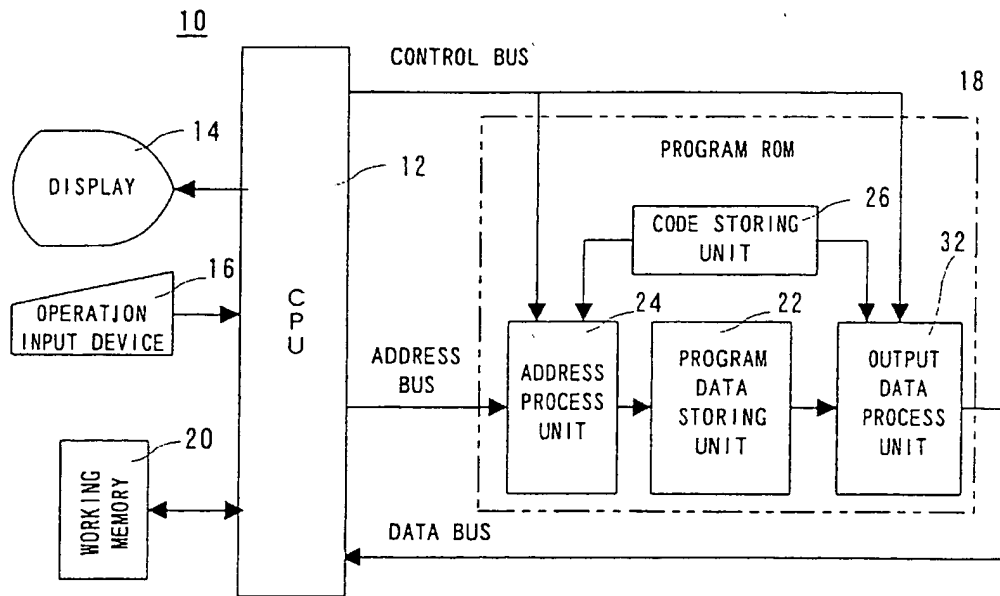 10
CONTROL BUS
18
14
PROGRAM ROM
DISPLAY
12
26
CODE STORING
UNIT
32
16
OPERATION
INPUT DEVICE
CPU
24
22
ADDRESS
BUS
ADDRESS
PROCESS
UNIT
PROGRAM
DATA
STORING
UNIT
OUTPUT
DATA
PROCESS
UNIT
20
WORKING
MEMORY
DATA BUS